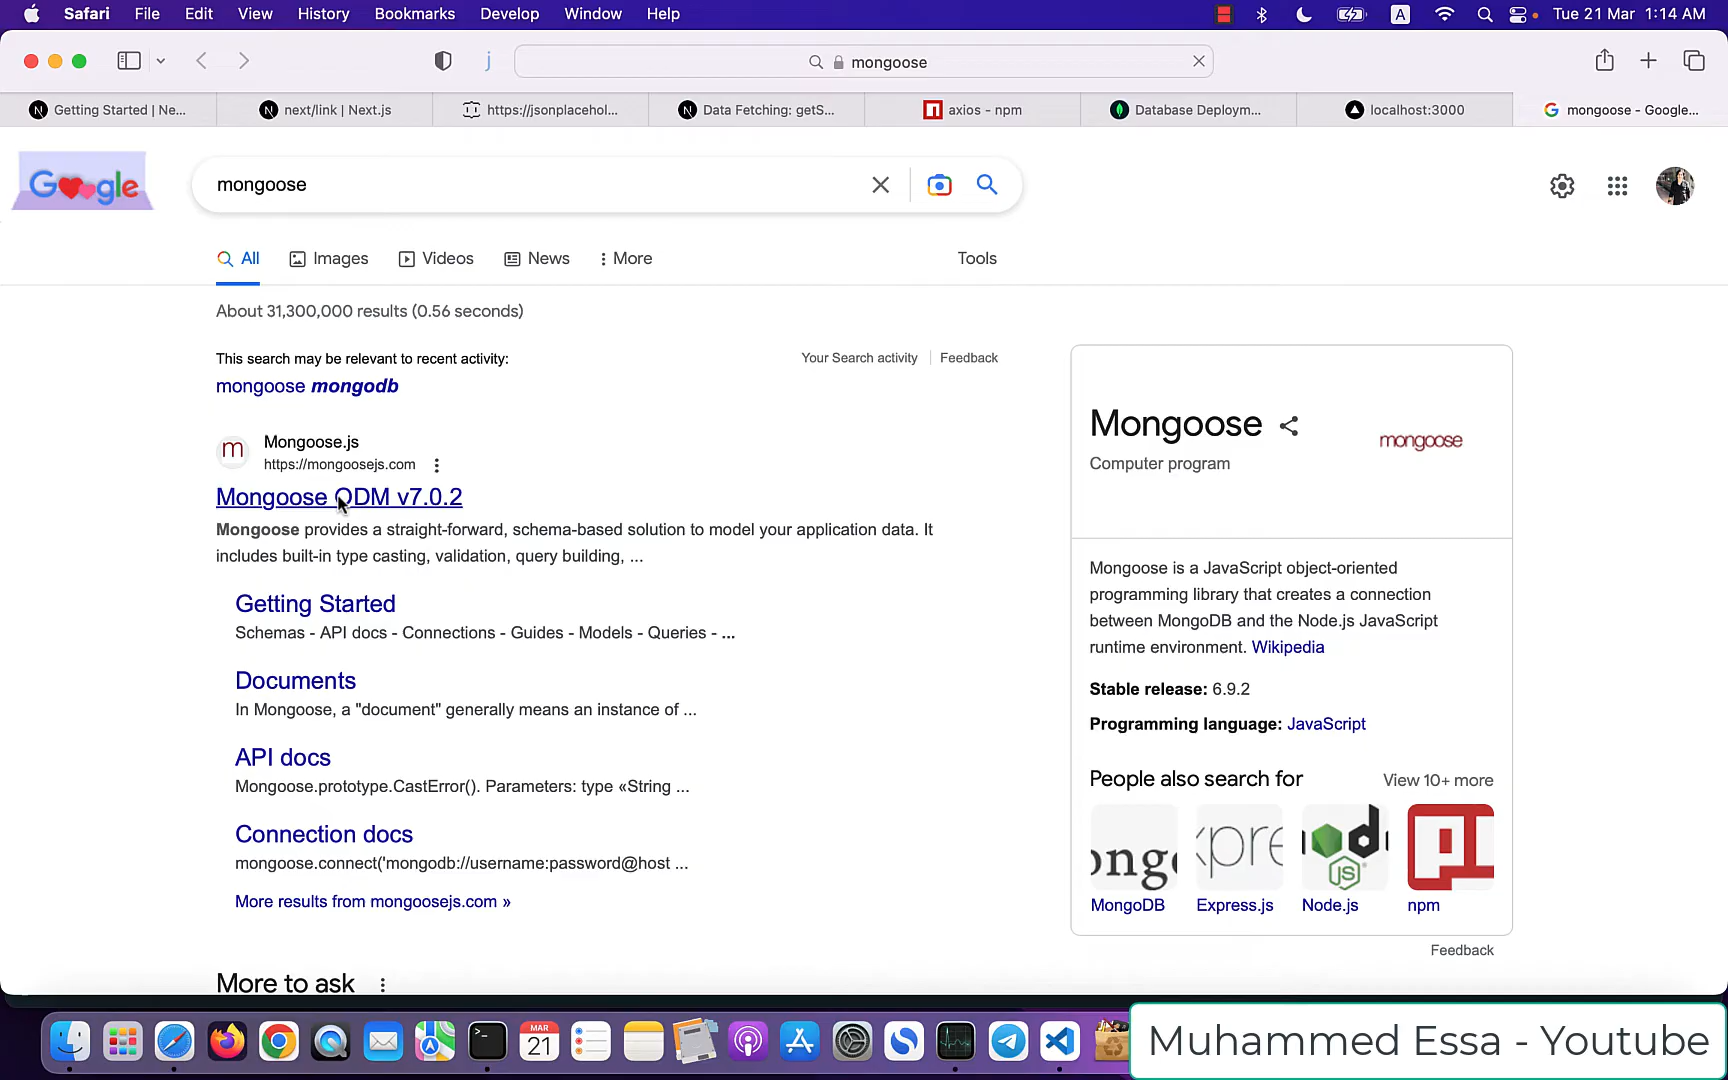 Safari File Edit View History Bookmarks Develop Window Help A Tue 21 Mar 1:14 AM
j mongoose
Getting Started | Ne... next/link | Next.js https://jsonplacehol... Data Fetching: getS... axios - npm Database Deploym... localhost:3000 mongoose - Google...
mongoose
All Images Videos News More Tools
About 31,300,000 results (0.56 seconds)
This search may be relevant to recent activity: Your Search activity Feedback
mongoose mongodb
Mongoose.js
https://mongoosejs.com
Mongoose ODM v7.0.2
Mongoose provides a straight-forward, schema-based solution to model your application data. It
includes built-in type casting, validation, query building, ...
Getting Started
Schemas - API docs - Connections - Guides - Models - Queries - ...
Documents
In Mongoose, a "document" generally means an instance of ...
API docs
Mongoose.prototype.CastError(). Parameters: type «String ...
Connection docs
mongoose.connect('mongodb://username:password@host ...
More results from mongoosejs.com »
More to ask
Mongoose
Computer program
mongoose
Mongoose is a JavaScript object-oriented
programming library that creates a connection
between MongoDB and the Node.js JavaScript
runtime environment. Wikipedia
Stable release: 6.9.2
Programming language: JavaScript
People also search for View 10+ more
MongoDB Express.js Node.js npm
Feedback
MAR
21
Muhammed Essa - Youtube